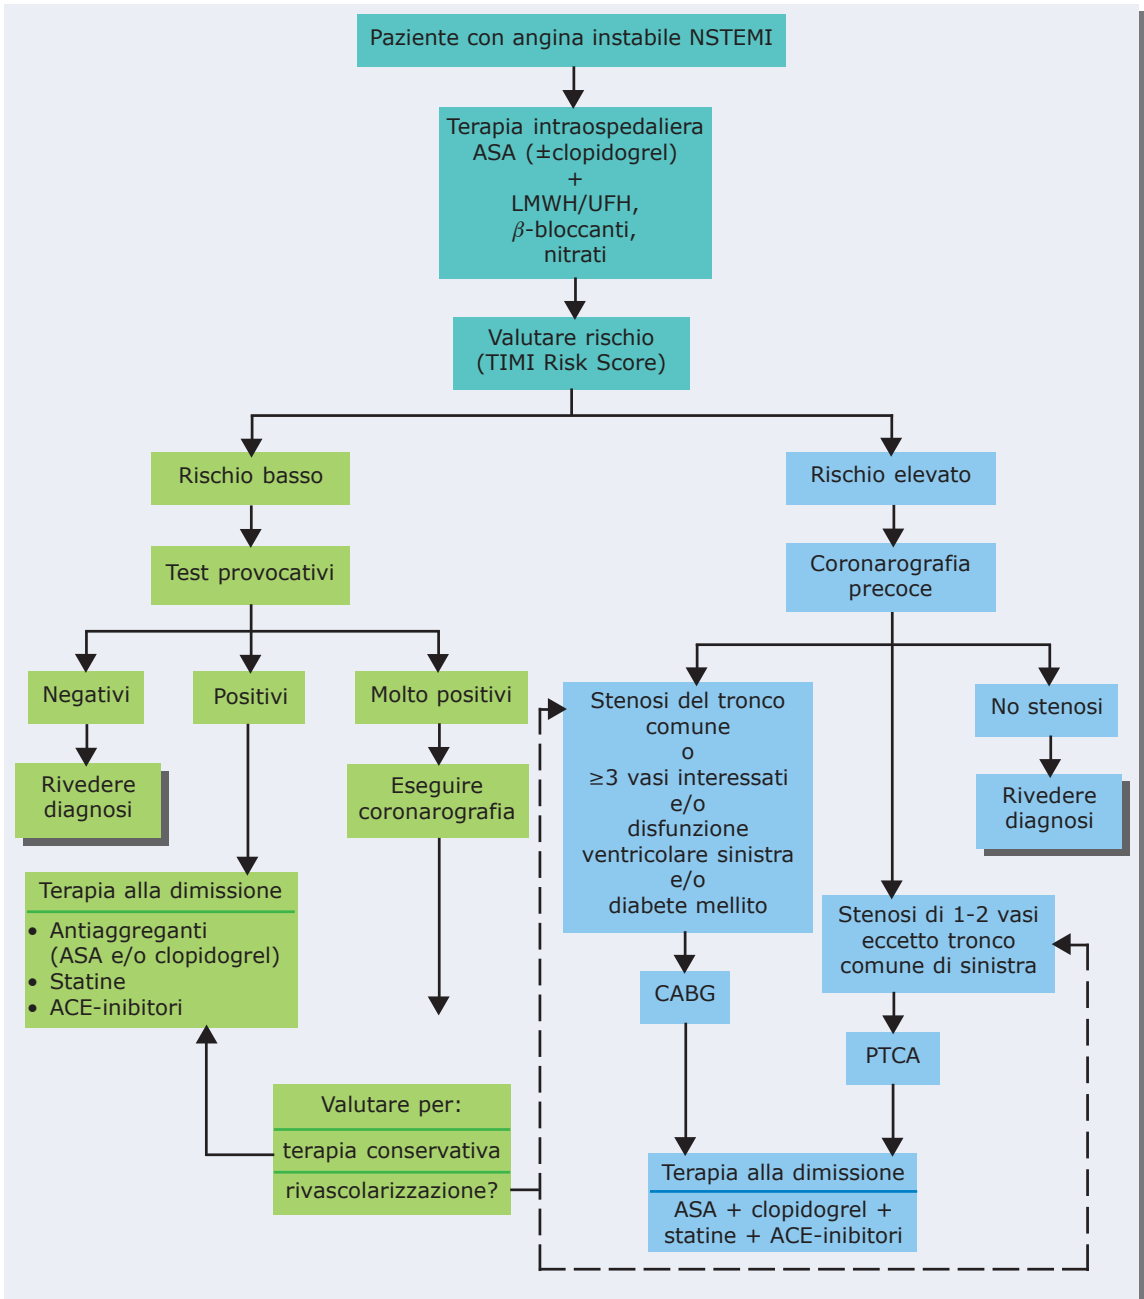 Paziente con angina instabile NSTEMI
Terapia intraospedaliera
ASA (±clopidogrel)
+
LMWH/UFH,
β-bloccanti,
nitrati
Valutare rischio
(TIMI Risk Score)
Rischio basso
Rischio elevato
Test provocativi
Coronarografia
precoce
Negativi
Positivi
Molto positivi
Stenosi del tronco
comune
o
≥3 vasi interessati
e/o
disfunzione
ventricolare sinistra
e/o
diabete mellito
No stenosi
Rivedere
diagnosi
Eseguire
coronarografia
Rivedere
diagnosi
Terapia alla dimissione
• Antiaggreganti
(ASA e/o clopidogrel)
• Statine
• ACE-inibitori
Stenosi di 1-2 vasi
eccetto tronco
comune di sinistra
CABG
PTCA
Valutare per:
terapia conservativa
rivascolarizzazione?
Terapia alla dimissione
ASA + clopidogrel +
statine + ACE-inibitori